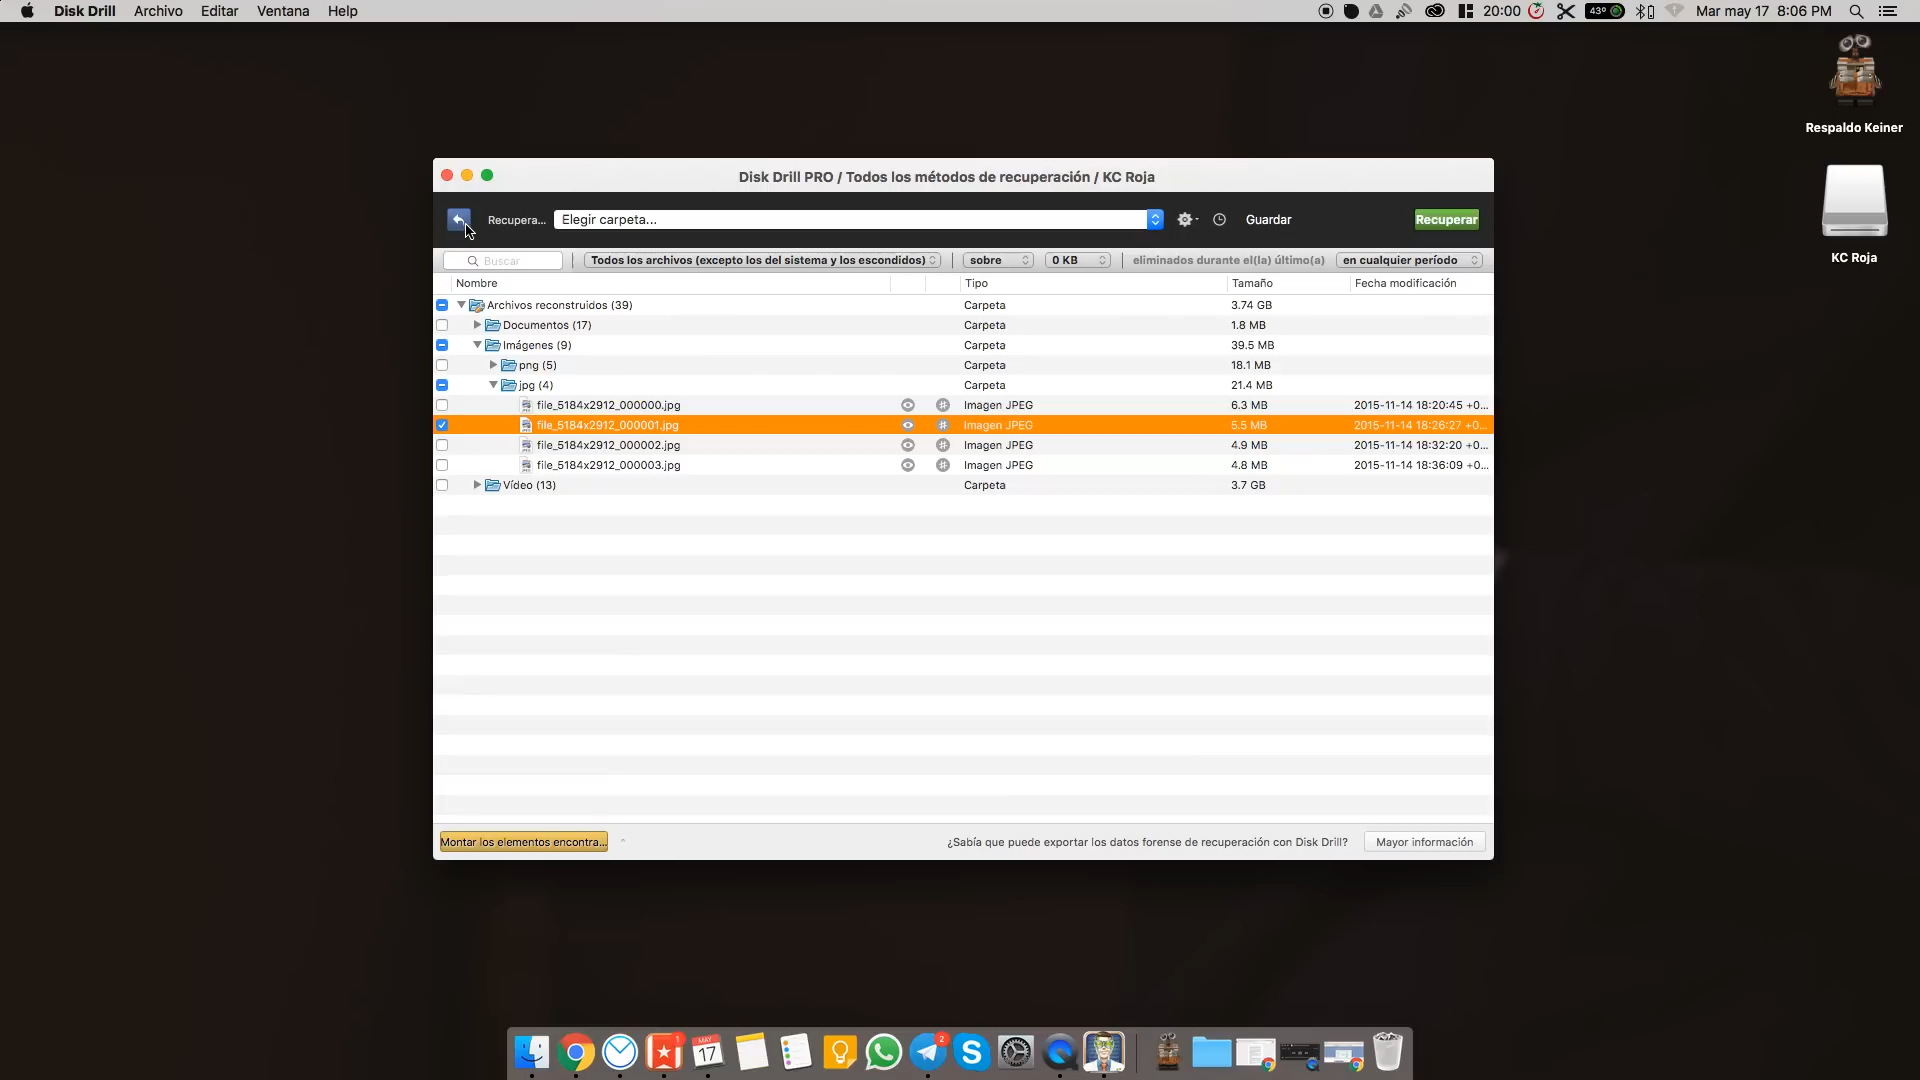 Disk Drill Archivo Editar Ventana Help 20:00 43º Mar may 17 8:06 PM
Respaldo Keiner
KC Roja
Disk Drill PRO / Todos los métodos de recuperación / KC Roja
Recupera... Elegir carpeta... Guardar Recuperar
Buscar Todos los archivos (excepto los del sistema y los escondidos) sobre 0 KB eliminados durante el(la) último(a) en cualquier período
Nombre Tipo Tamaño Fecha modificación
Archivos reconstruidos (39) Carpeta 3.74 GB
Documentos (17) Carpeta 1.8 MB
Imágenes (9) Carpeta 39.5 MB
png (5) Carpeta 18.1 MB
jpg (4) Carpeta 21.4 MB
file_5184x2912_000000.jpg Imagen JPEG 6.3 MB 2015-11-14 18:20:45 +0...
file_5184x2912_000001.jpg Imagen JPEG 5.5 MB 2015-11-14 18:26:27 +0...
file_5184x2912_000002.jpg Imagen JPEG 4.9 MB 2015-11-14 18:32:20 +0...
file_5184x2912_000003.jpg Imagen JPEG 4.8 MB 2015-11-14 18:36:09 +0...
Vídeo (13) Carpeta 3.7 GB
Montar los elementos encontra... ¿Sabía que puede exportar los datos forense de recuperación con Disk Drill? Mayor información
1 MAY 2
17 S